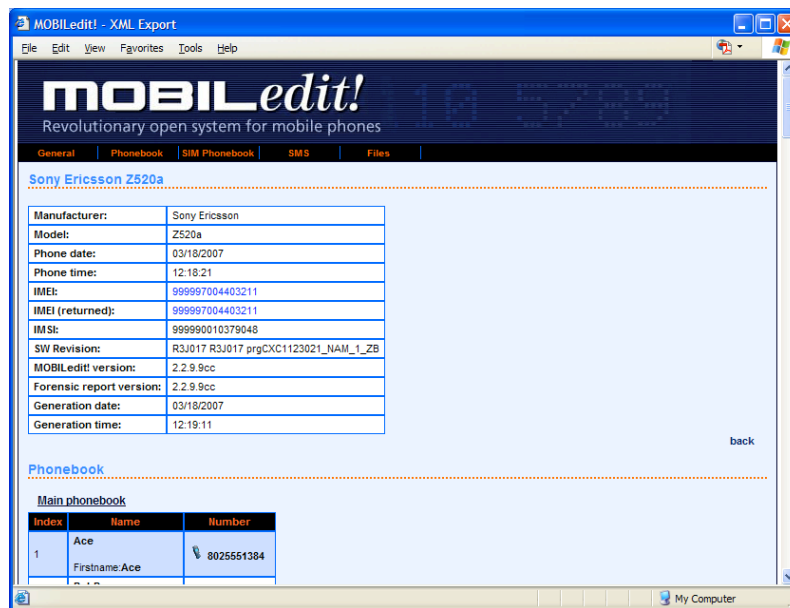 MOBILedit! - XML Export
File Edit View Favorites Tools Help
MOBILedit!
Revolutionary open system for mobile phones
General Phonebook SIM Phonebook SMS Files
Sony Ericsson Z520a
Manufacturer: Sony Ericsson
Model: Z520a
Phone date: 03/18/2007
Phone time: 12:18:21
IMEI: 999997004403211
IMEI (returned): 999997004403211
IMSI: 999990010379048
SW Revision: R3J017 R3J017 prgCXC1123021_NAM_1_ZB
MOBILedit! version: 2.2.9.9cc
Forensic report version: 2.2.9.9cc
Generation date: 03/18/2007
Generation time: 12:19:11
back
Phonebook
Main phonebook
Index Name Number
1 Ace 8025551384
Firstname:Ace
My Computer